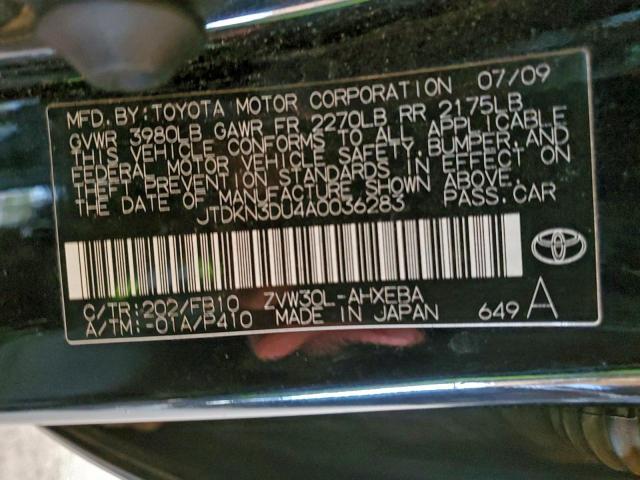 MFD. BY: TOYOTA MOTOR CORPORATION 07/09
GVWR 3980LB GAWR FR 2270LB RR 2175LB
THIS VEHICLE CONFORMS TO ALL APPLICABLE
FEDERAL MOTOR VEHICLE SAFETY, BUMPER, AND
THEFT PREVENTION STANDARDS IN EFFECT ON
THE DATE OF MANUFACTURE SHOWN ABOVE.
JTDKN3DU4A0036283 PASS. CAR
C/TR: 202/FB10 ZVW30L-AHXEBA
A/TM: -01A/P410 MADE IN JAPAN 649 A